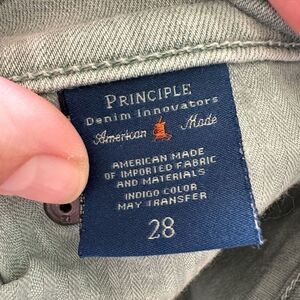 PRINCIPLE
Denim Innovators
American Made
AMERICAN MADE
OF IMPORTED FABRIC
AND MATERIALS
INDIGO COLOR
MAY TRANSFER
28